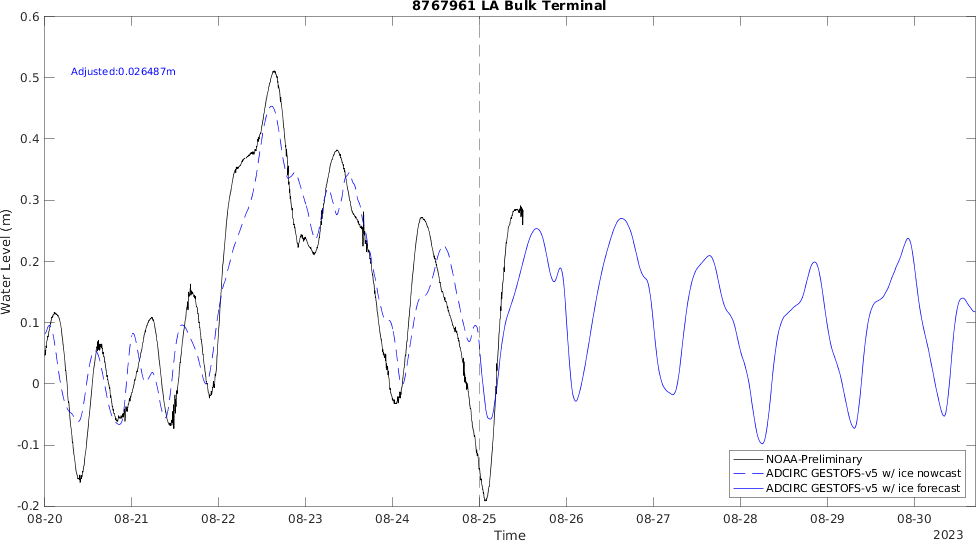 8767961 LA Bulk Terminal
0.6
0.5
0.4
0.3
0.2
0.1
0
-0.1
-0.2
Water Level (m)
Adjusted:0.026487m
NOAA-Preliminary
ADCIRC GESTOFS-v5 w/ ice nowcast
ADCIRC GESTOFS-v5 w/ ice forecast
08-20 08-21 08-22 08-23 08-24 08-25 08-26 08-27 08-28 08-29 08-30
Time
2023